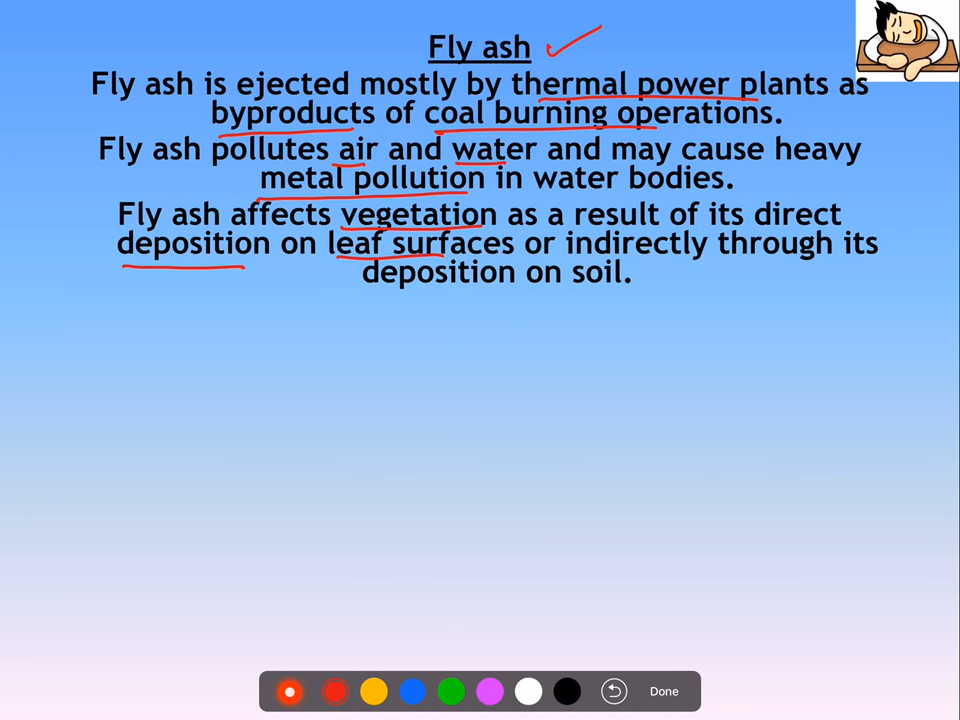 Fly ash
Fly ash is ejected mostly by thermal power plants as
byproducts of coal burning operations.
Fly ash pollutes air and water and may cause heavy
metal pollution in water bodies.
Fly ash affects vegetation as a result of its direct
deposition on leaf surfaces or indirectly through its
deposition on soil.
Done